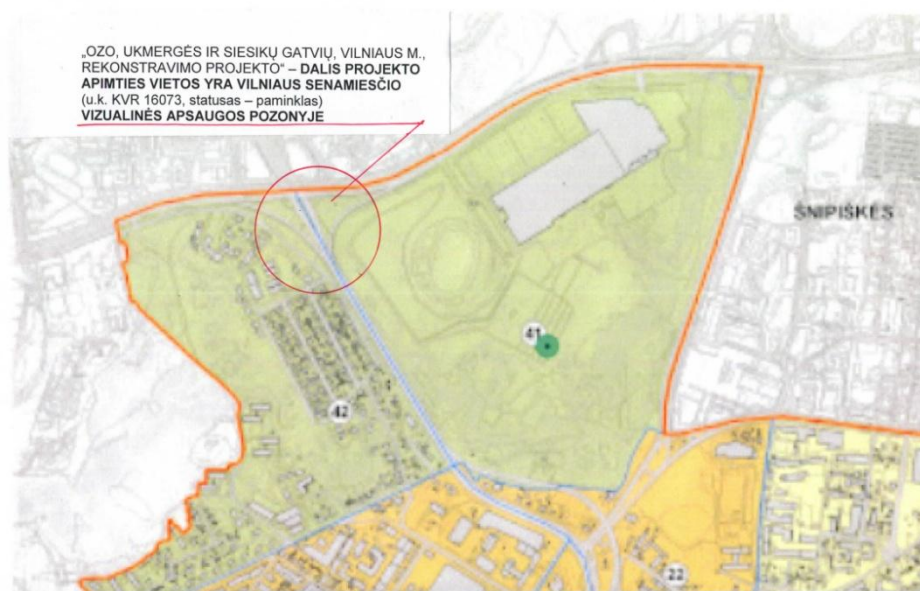 „OZO, UKMERGĖS IR SIESIKŲ GATVIŲ, VILNIAUS M.,
REKONSTRAVIMO PROJEKTO“ – DALIS PROJEKTO
APIMTIES VIETOS YRA VILNIAUS SENAMIESČIO
(u.k. KVR 16073, statusas – paminklas)
VIZUALINĖS APSAUGOS POZONYJE
ŠNIPIŠKĖS
41
42
22